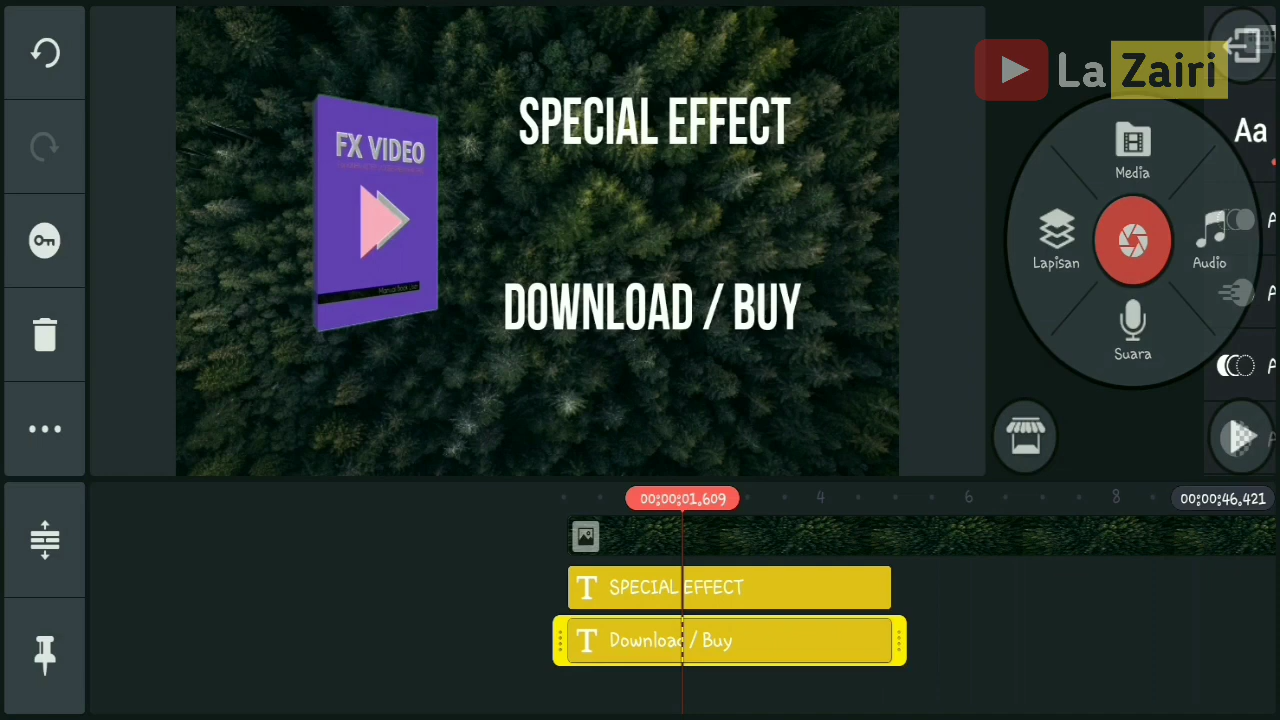 La Zairi
SPECIAL EFFECT
FX VIDEO
DOWNLOAD / BUY
Aa
Media
Lapisan
Audio
Suara
00:00:01,609
4
6
8
00:00:46,421
SPECIAL EFFECT
Download / Buy